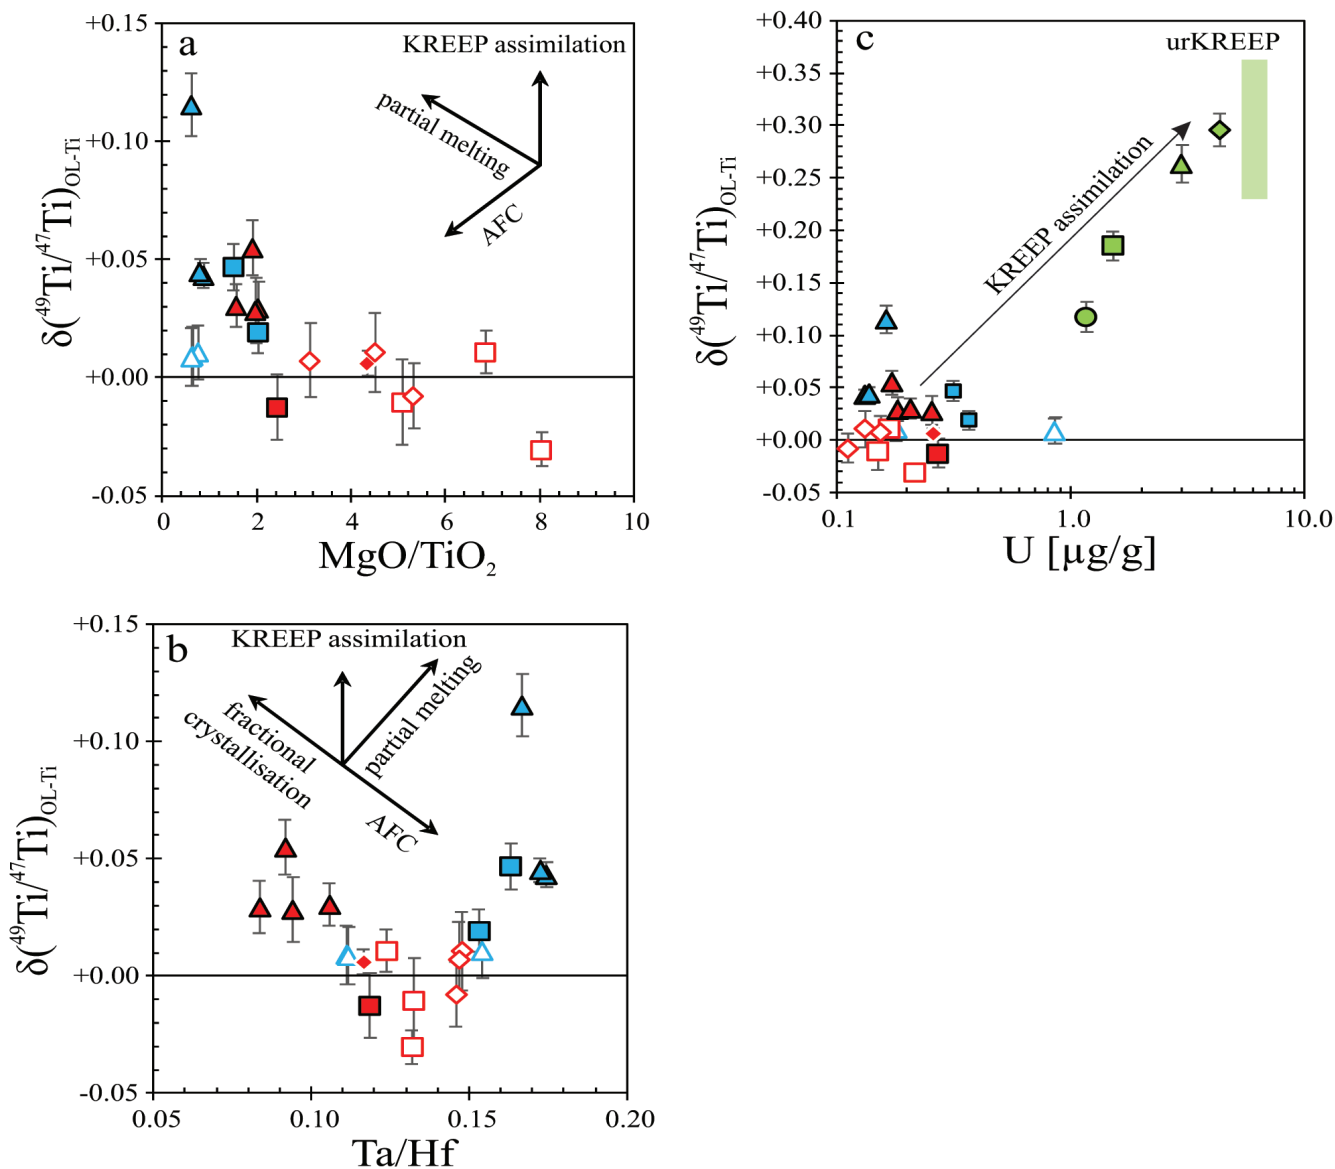 a
KREEP assimilation
partial melting
AFC
δ(⁴⁹Ti/⁴⁷Ti)OL-Ti
+0.15
+0.10
+0.05
+0.00
-0.05
0 2 4 6 8 10
MgO/TiO₂
c
urKREEP
KREEP assimilation
δ(⁴⁹Ti/⁴⁷Ti)OL-Ti
+0.40
+0.35
+0.30
+0.25
+0.20
+0.15
+0.10
+0.05
+0.00
-0.05
0.1 1.0 10.0
U [µg/g]
b
KREEP assimilation
partial melting
fractional
crystallisation
AFC
δ(⁴⁹Ti/⁴⁷Ti)OL-Ti
+0.15
+0.10
+0.05
+0.00
-0.05
0.05 0.10 0.15 0.20
Ta/Hf